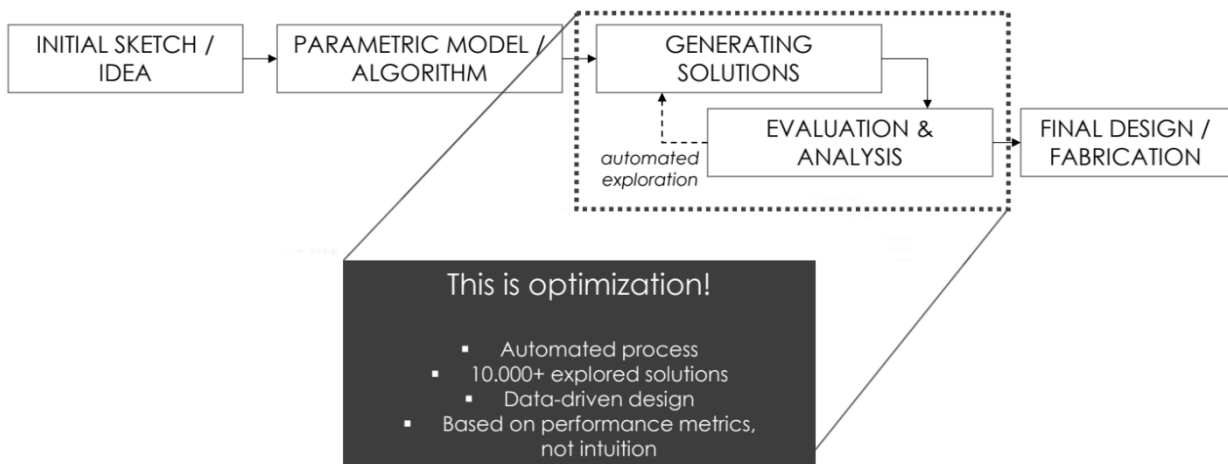 INITIAL SKETCH /
IDEA
PARAMETRIC MODEL /
ALGORITHM
GENERATING
SOLUTIONS
EVALUATION &
ANALYSIS
automated
exploration
FINAL DESIGN /
FABRICATION
This is optimization!
▪ Automated process
▪ 10.000+ explored solutions
▪ Data-driven design
▪ Based on performance metrics,
not intuition